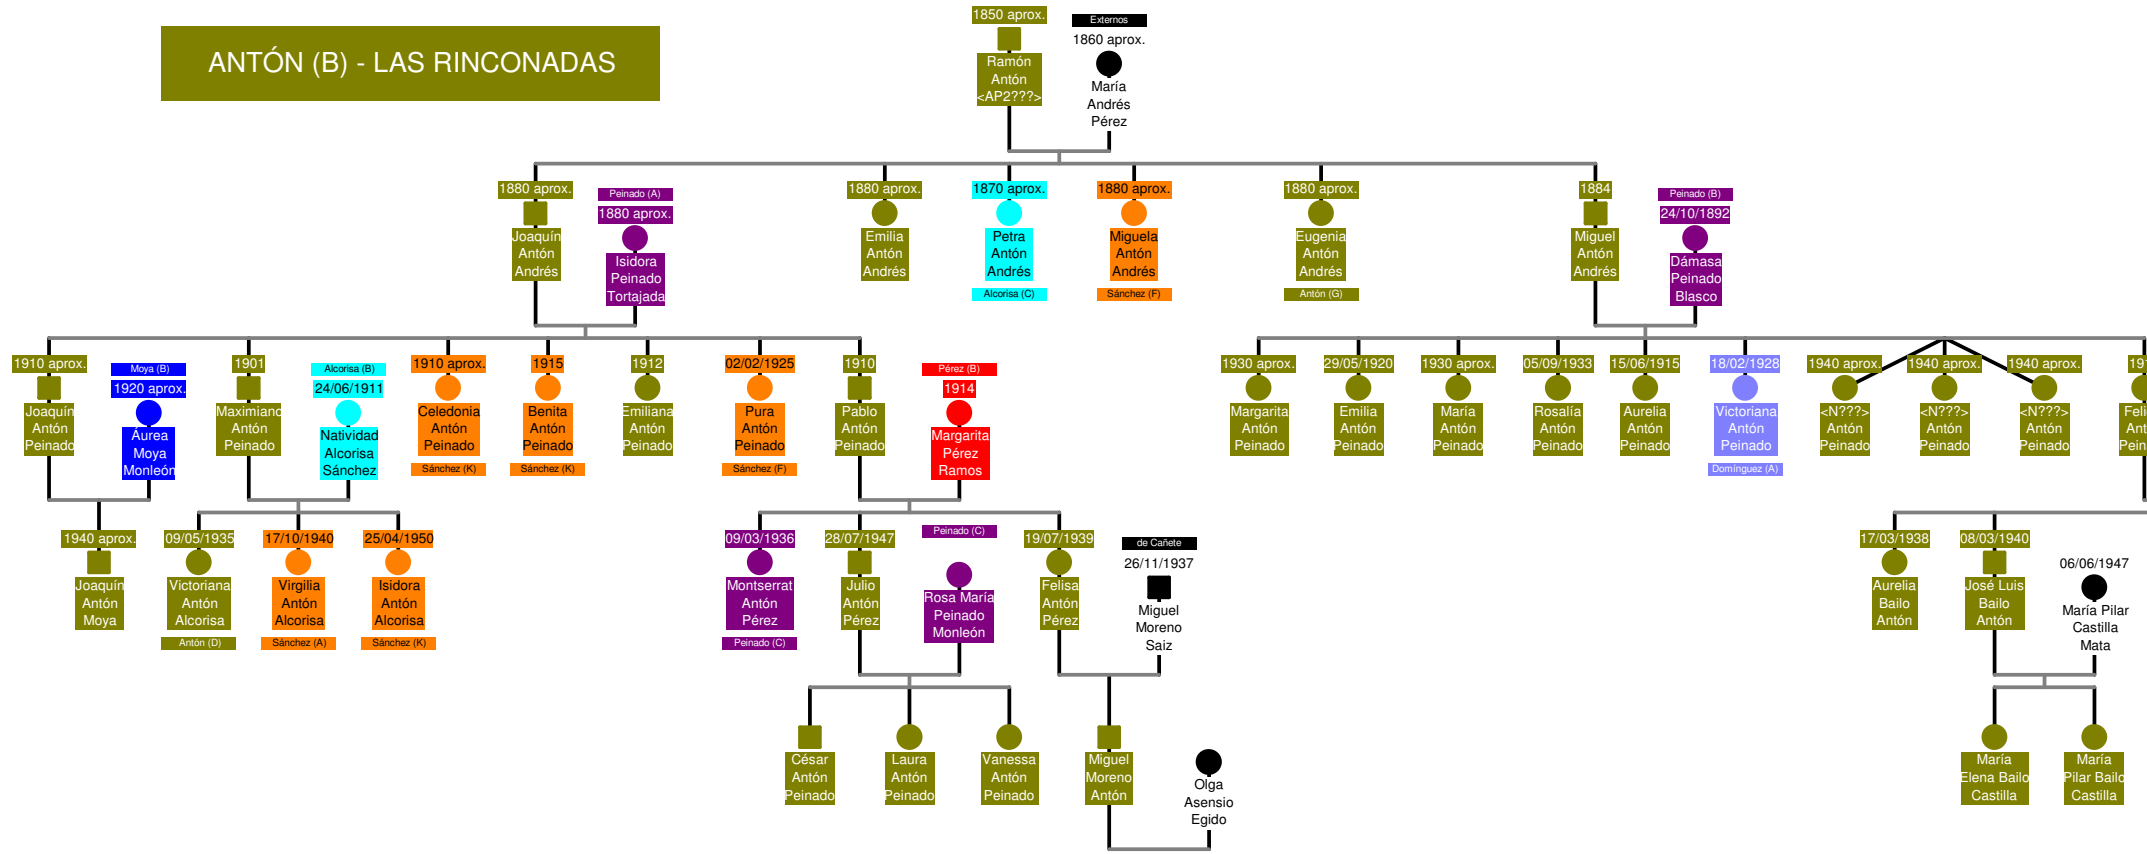 ANTÓN (B) - LAS RINCONADAS
1850 aprox.
Ramón
Antón
<AP2???>
Externos
1860 aprox.
María
Andrés
Pérez
1880 aprox.
Joaquín
Antón
Andrés
Peinado (A)
1880 aprox.
Isidora
Peinado
Tortajada
1880 aprox.
Emilia
Antón
Andrés
1870 aprox.
Petra
Antón
Andrés
Alcorisa (C)
1880 aprox.
Miguela
Antón
Andrés
Sánchez (F)
1880 aprox.
Eugenia
Antón
Andrés
Antón (G)
1884
Miguel
Antón
Andrés
Peinado (B)
24/10/1892
Dámasa
Peinado
Blasco
1910 aprox.
Joaquín
Antón
Peinado
Moya (B)
1920 aprox.
Áurea
Moya
Monleón
1901
Maximiano
Antón
Peinado
Alcorisa (B)
24/06/1911
Natividad
Alcorisa
Sánchez
1910 aprox.
Celedonia
Antón
Peinado
Sánchez (K)
1915
Benita
Antón
Peinado
Sánchez (K)
1912
Emiliana
Antón
Peinado
02/02/1925
Pura
Antón
Peinado
Sánchez (F)
1910
Pablo
Antón
Peinado
Pérez (B)
1914
Margarita
Pérez
Ramos
1930 aprox.
Margarita
Antón
Peinado
29/05/1920
Emilia
Antón
Peinado
1930 aprox.
María
Antón
Peinado
05/09/1933
Rosalía
Antón
Peinado
15/06/1915
Aurelia
Antón
Peinado
18/02/1928
Victoriana
Antón
Peinado
Domínguez (A)
1940 aprox.
<N???>
Antón
Peinado
1940 aprox.
<N???>
Antón
Peinado
1940 aprox.
<N???>
Antón
Peinado
1940 aprox.
Joaquín
Antón
Moya
09/05/1935
Victoriana
Antón
Alcorisa
Antón (D)
17/10/1940
Virgilia
Antón
Alcorisa
Sánchez (A)
25/04/1950
Isidora
Antón
Alcorisa
Sánchez (K)
09/03/1936
Montserrat
Antón
Pérez
Peinado (C)
28/07/1947
Julio
Antón
Pérez
Peinado (C)
Rosa María
Peinado
Monleón
19/07/1939
Felisa
Antón
Pérez
de Cañete
26/11/1937
Miguel
Moreno
Saiz
17/03/1938
Aurelia
Bailo
Antón
08/03/1940
José Luis
Bailo
Antón
06/06/1947
María Pilar
Castilla
Mata
César
Antón
Peinado
Laura
Antón
Peinado
Vanessa
Antón
Peinado
Miguel
Moreno
Antón
Olga
Asensio
Egido
María
Elena Bailo
Castilla
María
Pilar Bailo
Castilla